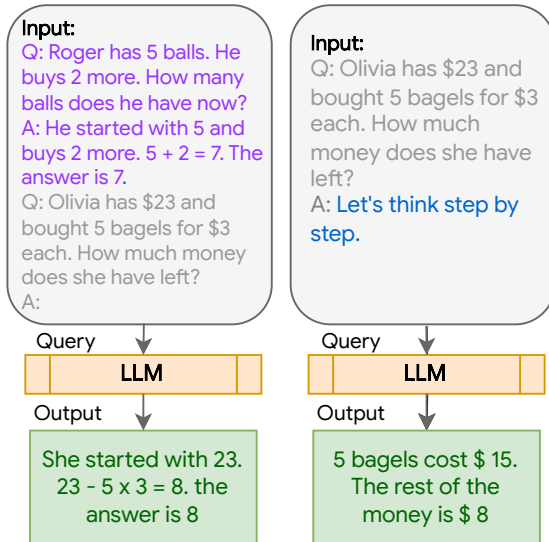 Input:
Q: Roger has 5 balls. He
buys 2 more. How many
balls does he have now?
A: He started with 5 and
buys 2 more. 5 + 2 = 7. The
answer is 7.
Q: Olivia has $23 and
bought 5 bagels for $3
each. How much money
does she have left?
A:
Query
LLM
Output
She started with 23.
23 - 5 x 3 = 8. the
answer is 8
Input:
Q: Olivia has $23 and
bought 5 bagels for $3
each. How much
money does she have
left?
A: Let's think step by
step.
Query
LLM
Output
5 bagels cost $ 15.
The rest of the
money is $ 8